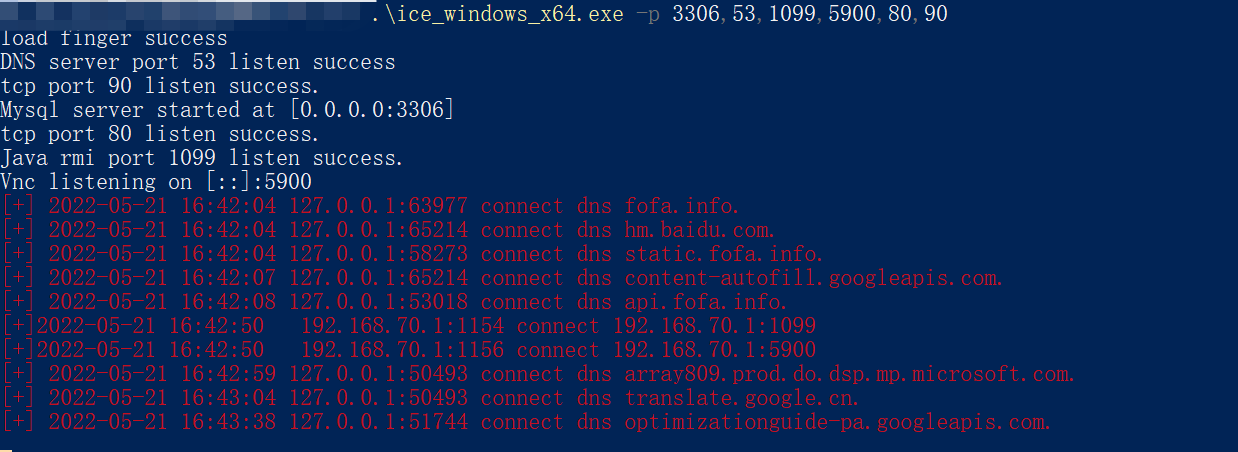 .\ice_windows_x64.exe -p 3306,53,1099,5900,80,90
load finger success
DNS server port 53 listen success
tcp port 90 listen success.
Mysql server started at [0.0.0.0:3306]
tcp port 80 listen success.
Java rmi port 1099 listen success.
Vnc listening on [::]:5900
[+] 2022-05-21 16:42:04 127.0.0.1:63977 connect dns fofa.info.
[+] 2022-05-21 16:42:04 127.0.0.1:65214 connect dns hm.baidu.com.
[+] 2022-05-21 16:42:04 127.0.0.1:58273 connect dns static.fofa.info.
[+] 2022-05-21 16:42:07 127.0.0.1:65214 connect dns content-autofill.googleapis.com.
[+] 2022-05-21 16:42:08 127.0.0.1:53018 connect dns api.fofa.info.
[+]2022-05-21 16:42:50   192.168.70.1:1154 connect 192.168.70.1:1099
[+]2022-05-21 16:42:50   192.168.70.1:1156 connect 192.168.70.1:5900
[+] 2022-05-21 16:42:59 127.0.0.1:50493 connect dns array809.prod.do.dsp.mp.microsoft.com.
[+] 2022-05-21 16:43:04 127.0.0.1:50493 connect dns translate.google.cn.
[+] 2022-05-21 16:43:38 127.0.0.1:51744 connect dns optimizationguide-pa.googleapis.com.